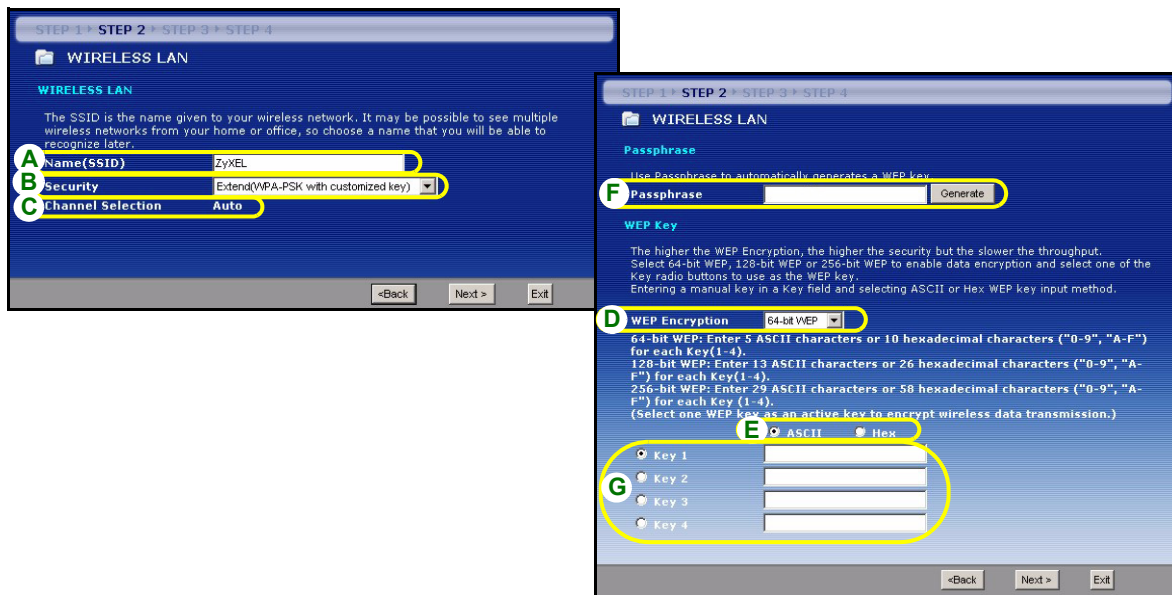 STEP 1 › STEP 2 › STEP 3 › STEP 4
WIRELESS LAN
WIRELESS LAN
The SSID is the name given to your wireless network. It may be possible to see multiple
wireless networks from your home or office, so choose a name that you will be able to
recognize later.
A Name(SSID) ZyXEL
B Security Extend(WPA-PSK with customized key)
C Channel Selection Auto
<Back Next > Exit
STEP 1 › STEP 2 › STEP 3 › STEP 4
WIRELESS LAN
Passphrase
Use Passphrase to automatically generates a WEP key
F Passphrase Generate
WEP Key
The higher the WEP Encryption, the higher the security but the slower the throughput.
Select 64-bit WEP, 128-bit WEP or 256-bit WEP to enable data encryption and select one of the
Key radio buttons to use as the WEP key.
Entering a manual key in a Key field and selecting ASCII or Hex WEP key input method.
D WEP Encryption 64-bit WEP
64-bit WEP: Enter 5 ASCII characters or 10 hexadecimal characters ("0-9", "A-F")
for each Key(1-4).
128-bit WEP: Enter 13 ASCII characters or 26 hexadecimal characters ("0-9", "A-
F") for each Key(1-4).
256-bit WEP: Enter 29 ASCII characters or 58 hexadecimal characters ("0-9", "A-
F") for each Key (1-4).
(Select one WEP key as an active key to encrypt wireless data transmission.)
E ASCII Hex
Key 1
Key 2
G
Key 3
Key 4
<Back Next > Exit